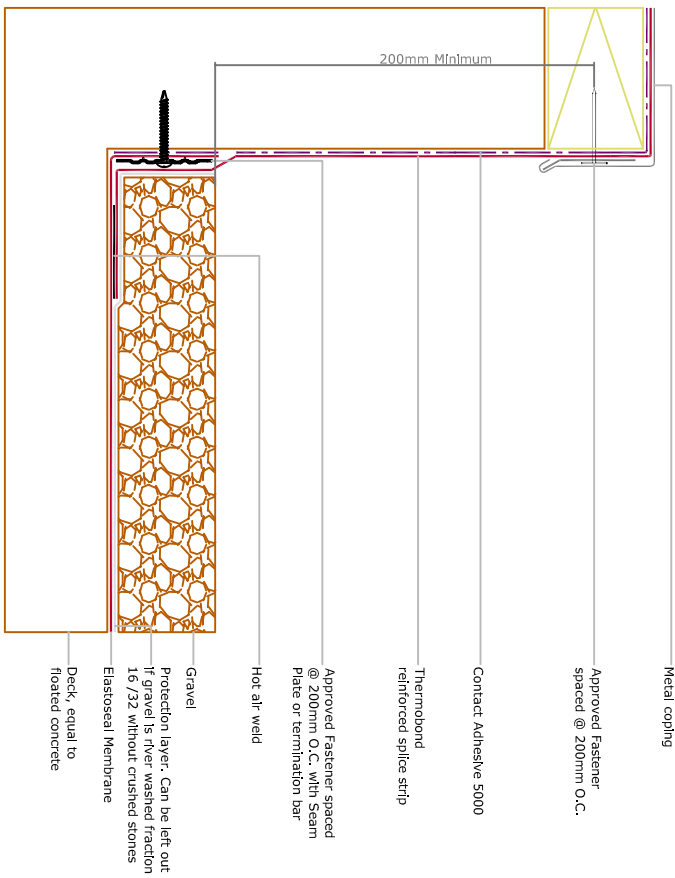 200mm Minimum
Metal coping
Approved Fastener
spaced @ 200mm O.C.
Contact Adhesive 5000
Thermobond
reinforced splice strip
Approved Fastener spaced
@ 200mm O.C. with Seam
Plate or termination bar
Hot air weld
Gravel
Protection layer. Can be left out
if gravel is river washed fraction
16 /32 without crushed stones
Elastoseal Membrane
Deck, equal to
floated concrete